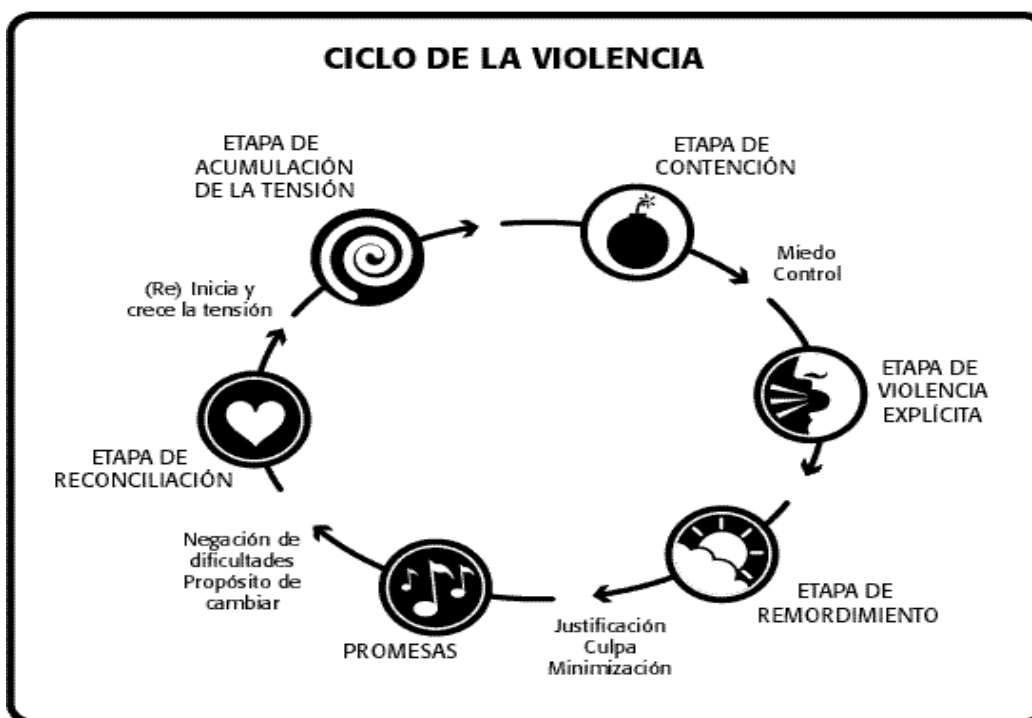 CICLO DE LA VIOLENCIA
ETAPA DE
ACUMULACIÓN
DE LA TENSIÓN
ETAPA DE
CONTENCIÓN
Miedo
Control
ETAPA DE
VIOLENCIA
EXPLÍCITA
ETAPA DE
REMORDIMIENTO
Justificación
Culpa
Minimización
PROMESAS
Negación de
dificultades
Propósito de
cambiar
ETAPA DE
RECONCILIACIÓN
(Re) Inicia y
crece la tensión